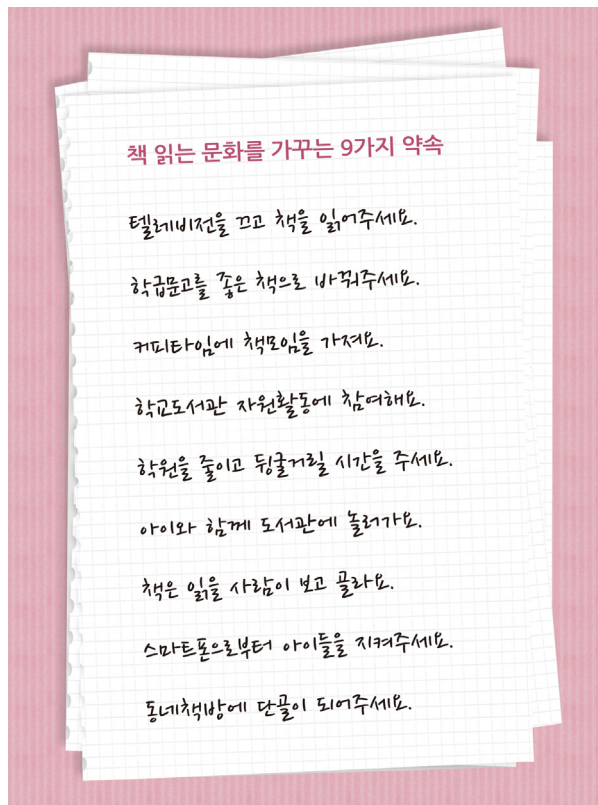 책 읽는 문화를 가꾸는 9가지 약속
텔레비전을 끄고 책을 읽어주세요.
학급문고를 좋은 책으로 바꿔주세요.
커피타임에 책모임을 가져요.
학교도서관 자원활동에 참여해요.
학원을 줄이고 뒹굴거릴 시간을 주세요.
아이와 함께 도서관에 놀러가요.
책은 읽을 사람이 보고 골라요.
스마트폰으로부터 아이들을 지켜주세요.
동네책방에 단골이 되어주세요.